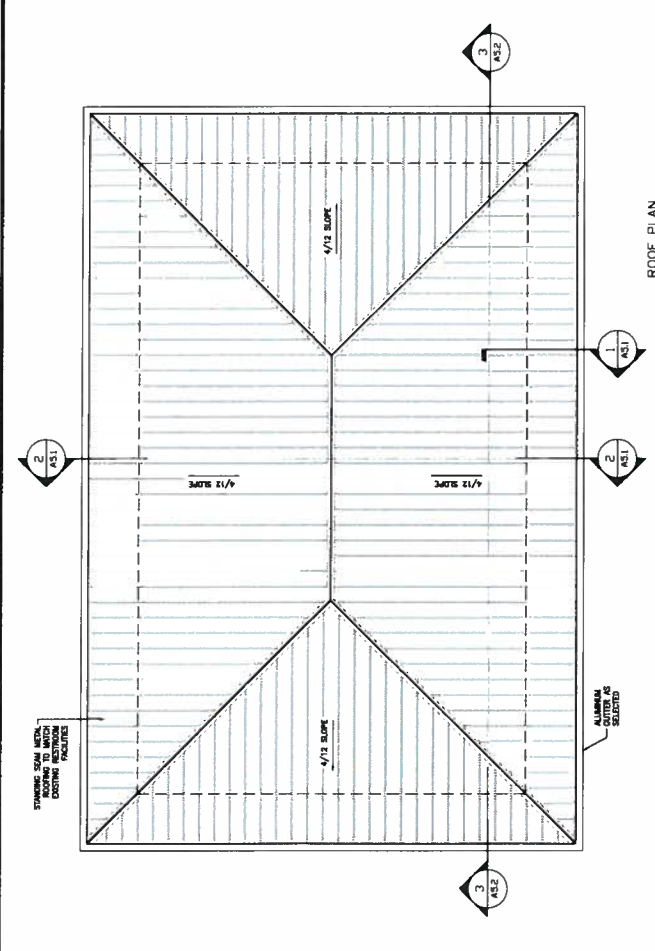 3
A5.2
STANDING SEAM METAL
ROOFING TO MATCH
EXISTING RESTROOM
FACILITIES
2
A5.1
4/12 SLOPE
4/12 SLOPE
4/12 SLOPE
4/12 SLOPE
1
A5.1
2
A5.1
3
A5.2
ALUMINUM
GUTTER AS
SELECTED
ROOF PLAN